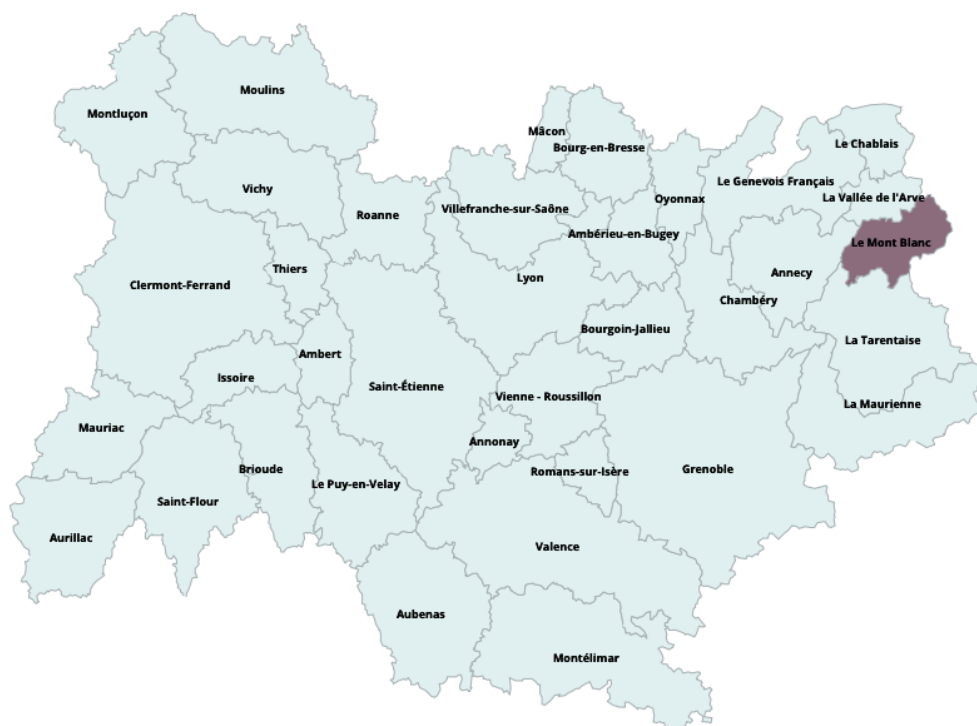 Moulins
Montluçon
Mâcon
Le Chablais
Bourg-en-Bresse
Le Genevois Français
Vichy
La Vallée de l'Arve
Oyonnax
Villefranche-sur-Saône
Roanne
Ambérieu-en-Bugey
Le Mont Blanc
Thiers
Annecy
Lyon
Clermont-Ferrand
Chambéry
Bourgoin-Jallieu
La Tarentaise
Ambert
Issoire
Saint-Étienne
Vienne - Roussillon
La Maurienne
Mauriac
Annonay
Brioude
Grenoble
Romans-sur-Isère
Le Puy-en-Velay
Saint-Flour
Aurillac
Valence
Aubenas
Montélimar